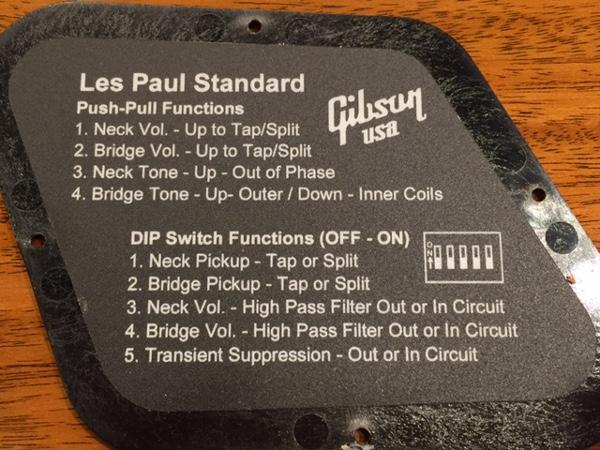 Les Paul Standard
Push-Pull Functions
Gibson
USA
1. Neck Vol. - Up to Tap/Split
2. Bridge Vol. - Up to Tap/Split
3. Neck Tone - Up - Out of Phase
4. Bridge Tone - Up- Outer / Down - Inner Coils
DIP Switch Functions (OFF - ON)
ON
1. Neck Pickup - Tap or Split
2. Bridge Pickup - Tap or Split
3. Neck Vol. - High Pass Filter Out or In Circuit
4. Bridge Vol. - High Pass Filter Out or In Circuit
5. Transient Suppression - Out or In Circuit